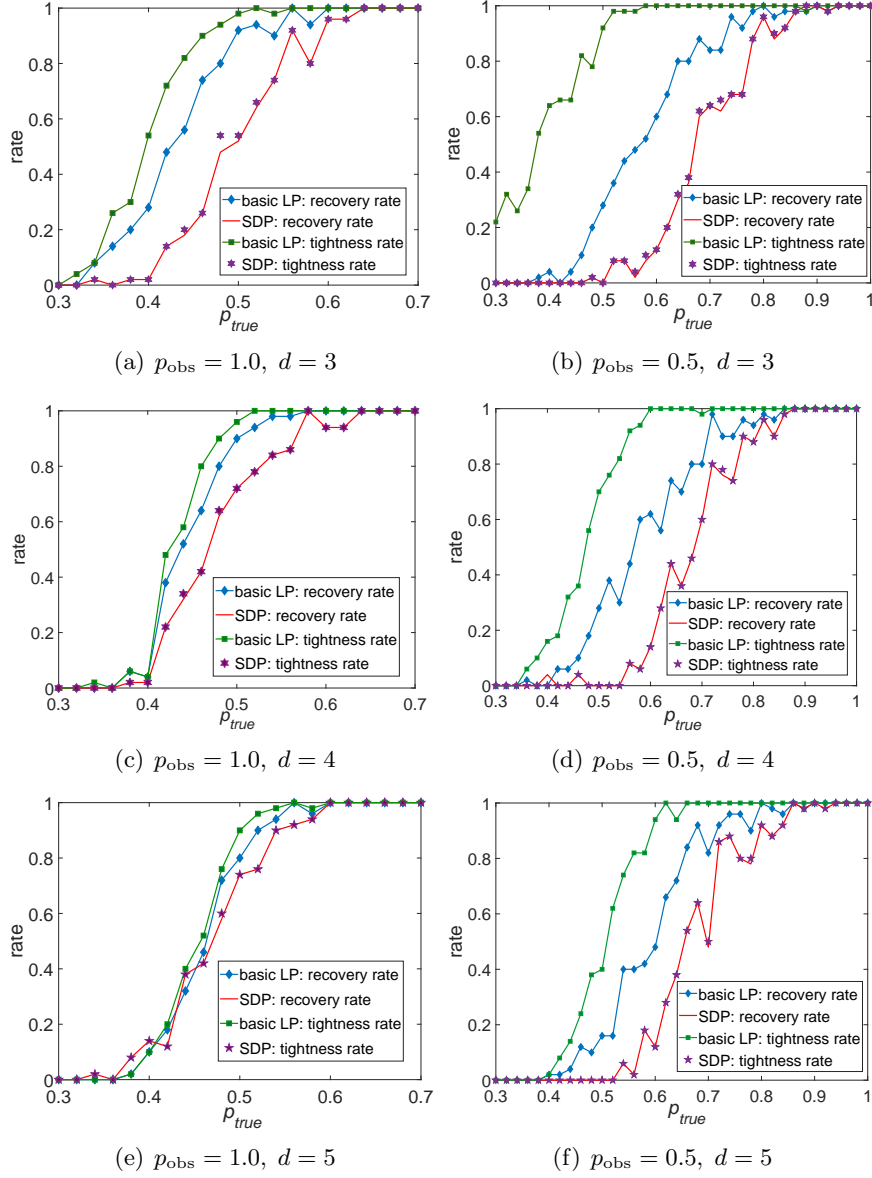 1
0.8
0.6
0.4
0.2
0
rate
0.3 0.4 0.5 0.6 0.7
p_true
basic LP: recovery rate
SDP: recovery rate
basic LP: tightness rate
SDP: tightness rate
(a) p_obs = 1.0, d = 3
1
0.8
0.6
0.4
0.2
0
rate
0.3 0.4 0.5 0.6 0.7 0.8 0.9 1
p_true
basic LP: recovery rate
SDP: recovery rate
basic LP: tightness rate
SDP: tightness rate
(b) p_obs = 0.5, d = 3
1
0.8
0.6
0.4
0.2
0
rate
0.3 0.4 0.5 0.6 0.7
p_true
basic LP: recovery rate
SDP: recovery rate
basic LP: tightness rate
SDP: tightness rate
(c) p_obs = 1.0, d = 4
1
0.8
0.6
0.4
0.2
0
rate
0.3 0.4 0.5 0.6 0.7 0.8 0.9 1
p_true
basic LP: recovery rate
SDP: recovery rate
basic LP: tightness rate
SDP: tightness rate
(d) p_obs = 0.5, d = 4
1
0.8
0.6
0.4
0.2
0
rate
0.3 0.4 0.5 0.6 0.7
p_true
basic LP: recovery rate
SDP: recovery rate
basic LP: tightness rate
SDP: tightness rate
(e) p_obs = 1.0, d = 5
1
0.8
0.6
0.4
0.2
0
rate
0.3 0.4 0.5 0.6 0.7 0.8 0.9 1
p_true
basic LP: recovery rate
SDP: recovery rate
basic LP: tightness rate
SDP: tightness rate
(f) p_obs = 0.5, d = 5